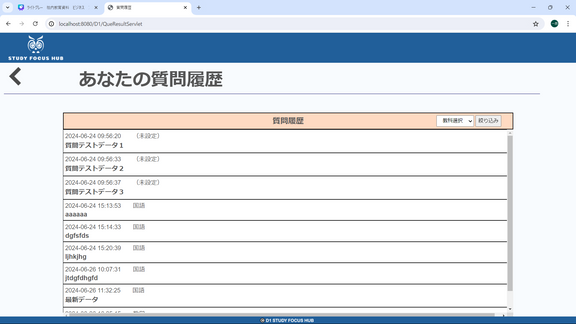 質問履歴
localhost:8080/D1/QueResultServlet
STUDY FOCUS HUB
あなたの質問履歴
質問履歴
教科選択
絞り込み
2024-06-24 09:56:20 （未設定）
質問テストデータ１
2024-06-24 09:56:33 （未設定）
質問テストデータ２
2024-06-24 09:56:37 （未設定）
質問テストデータ３
2024-06-24 15:13:53 国語
aaaaaa
2024-06-24 15:14:33 国語
dgfsfds
2024-06-24 15:20:39 国語
ljhkjhg
2024-06-26 10:07:31 国語
jtdgfdhgfd
2024-06-26 11:32:25 国語
最新データ
D1 STUDY FOCUS HUB